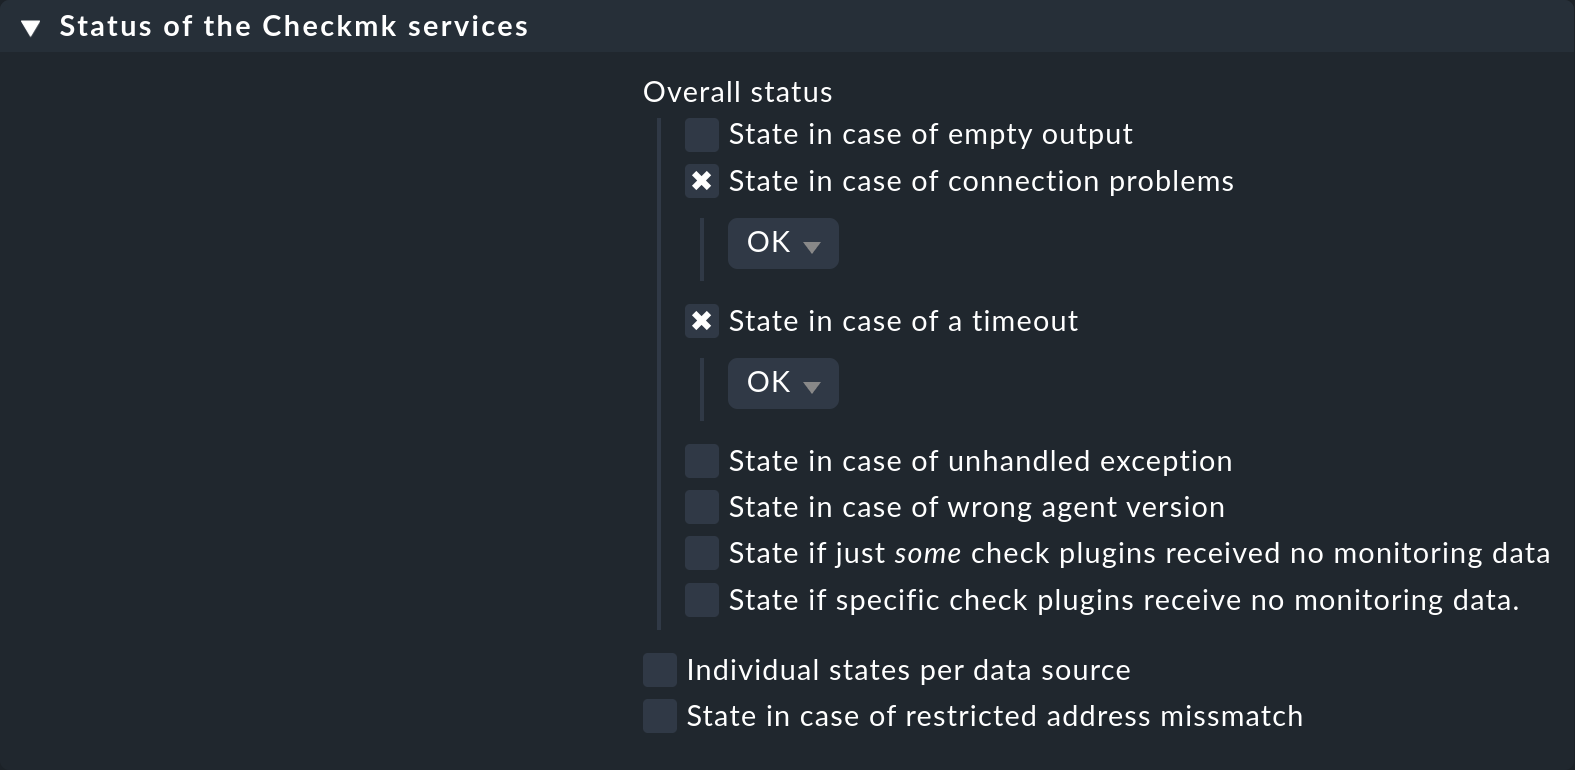 Status of the Checkmk services
Overall status
State in case of empty output
State in case of connection problems
OK
State in case of a timeout
OK
State in case of unhandled exception
State in case of wrong agent version
State if just some check plugins received no monitoring data
State if specific check plugins receive no monitoring data.
Individual states per data source
State in case of restricted address missmatch